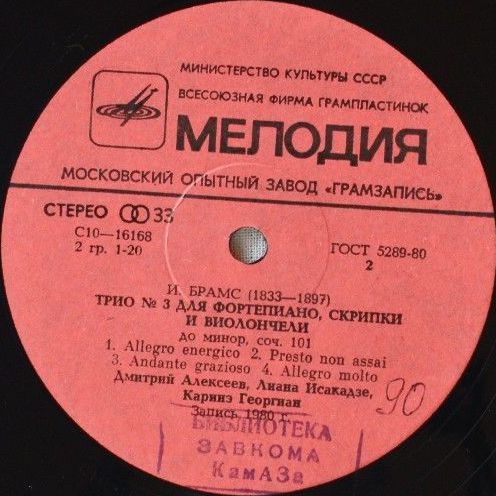 МИНИСТЕРСТВО КУЛЬТУРЫ СССР
ВСЕСОЮЗНАЯ ФИРМА ГРАМПЛАСТИНОК
МЕЛОДИЯ
МОСКОВСКИЙ ОПЫТНЫЙ ЗАВОД «ГРАМЗАПИСЬ»
СТЕРЕО 33
С10—16168
2 гр. 1-20
ГОСТ 5289-80
2
И. БРАМС (1833—1897)
ТРИО № 3 ДЛЯ ФОРТЕПИАНО, СКРИПКИ
И ВИОЛОНЧЕЛИ
до минор, соч. 101
1. Allegro energico 2. Presto non assai
3. Andante grazioso 4. Allegro molto
Дмитрий Алексеев, Лиана Исакадзе,
Каринэ Георгиан
Запись 1980 г.
90
БИБЛИОТЕКА
ЗАВКОМА
КамАЗа